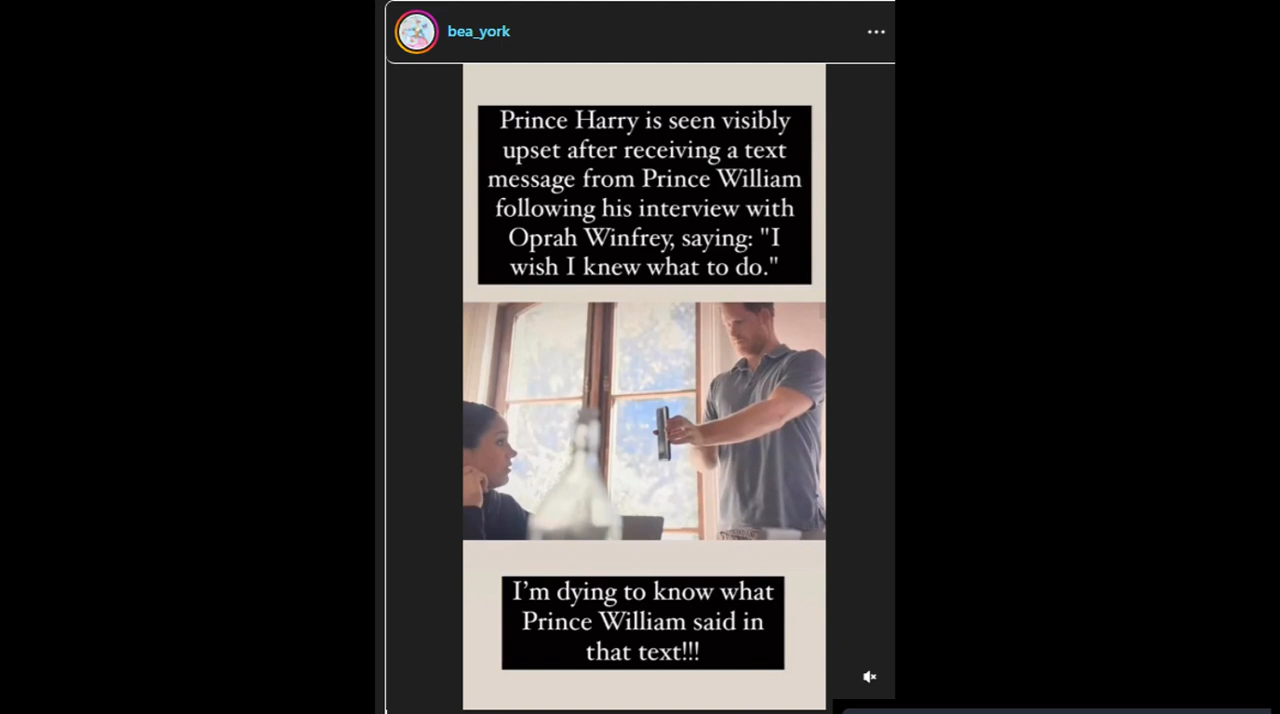 bea_york
Prince Harry is seen visibly
upset after receiving a text
message from Prince William
following his interview with
Oprah Winfrey, saying: "I
wish I knew what to do."
I’m dying to know what
Prince William said in
that text!!!